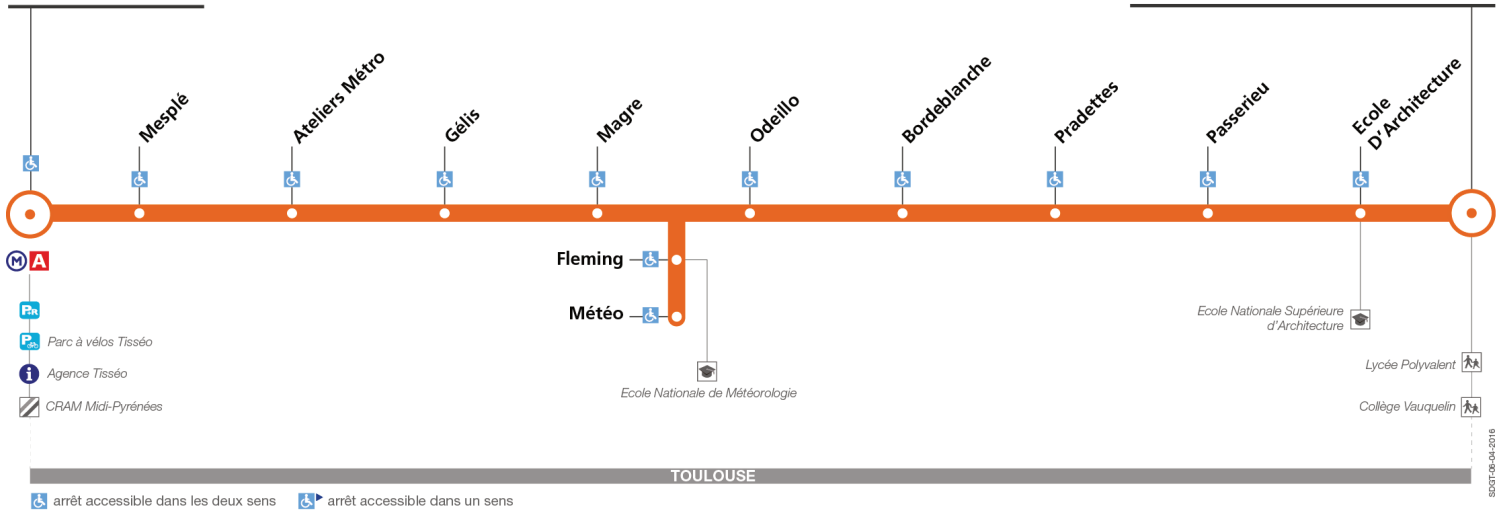 Mesplé
Ateliers Métro
Gélis
Magre
Odeillo
Bordeblanche
Pradettes
Passerieu
Ecole
D'Architecture
M A
Fleming
Météo
P+R
P
Parc à vélos Tisséo
i
Agence Tisséo
CRAM Midi-Pyrénées
Ecole Nationale de Météorologie
Ecole Nationale Supérieure
d'Architecture
Lycée Polyvalent
Collège Vauquelin
TOULOUSE
arrêt accessible dans les deux sens
arrêt accessible dans un sens
SDGT-06-04-2016